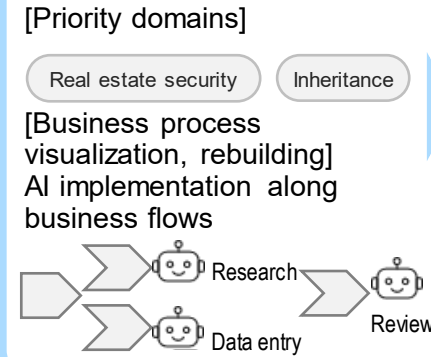 [Priority domains]
Real estate security
Inheritance
[Business process
visualization, rebuilding]
AI implementation along
business flows
Research
Data entry
Review